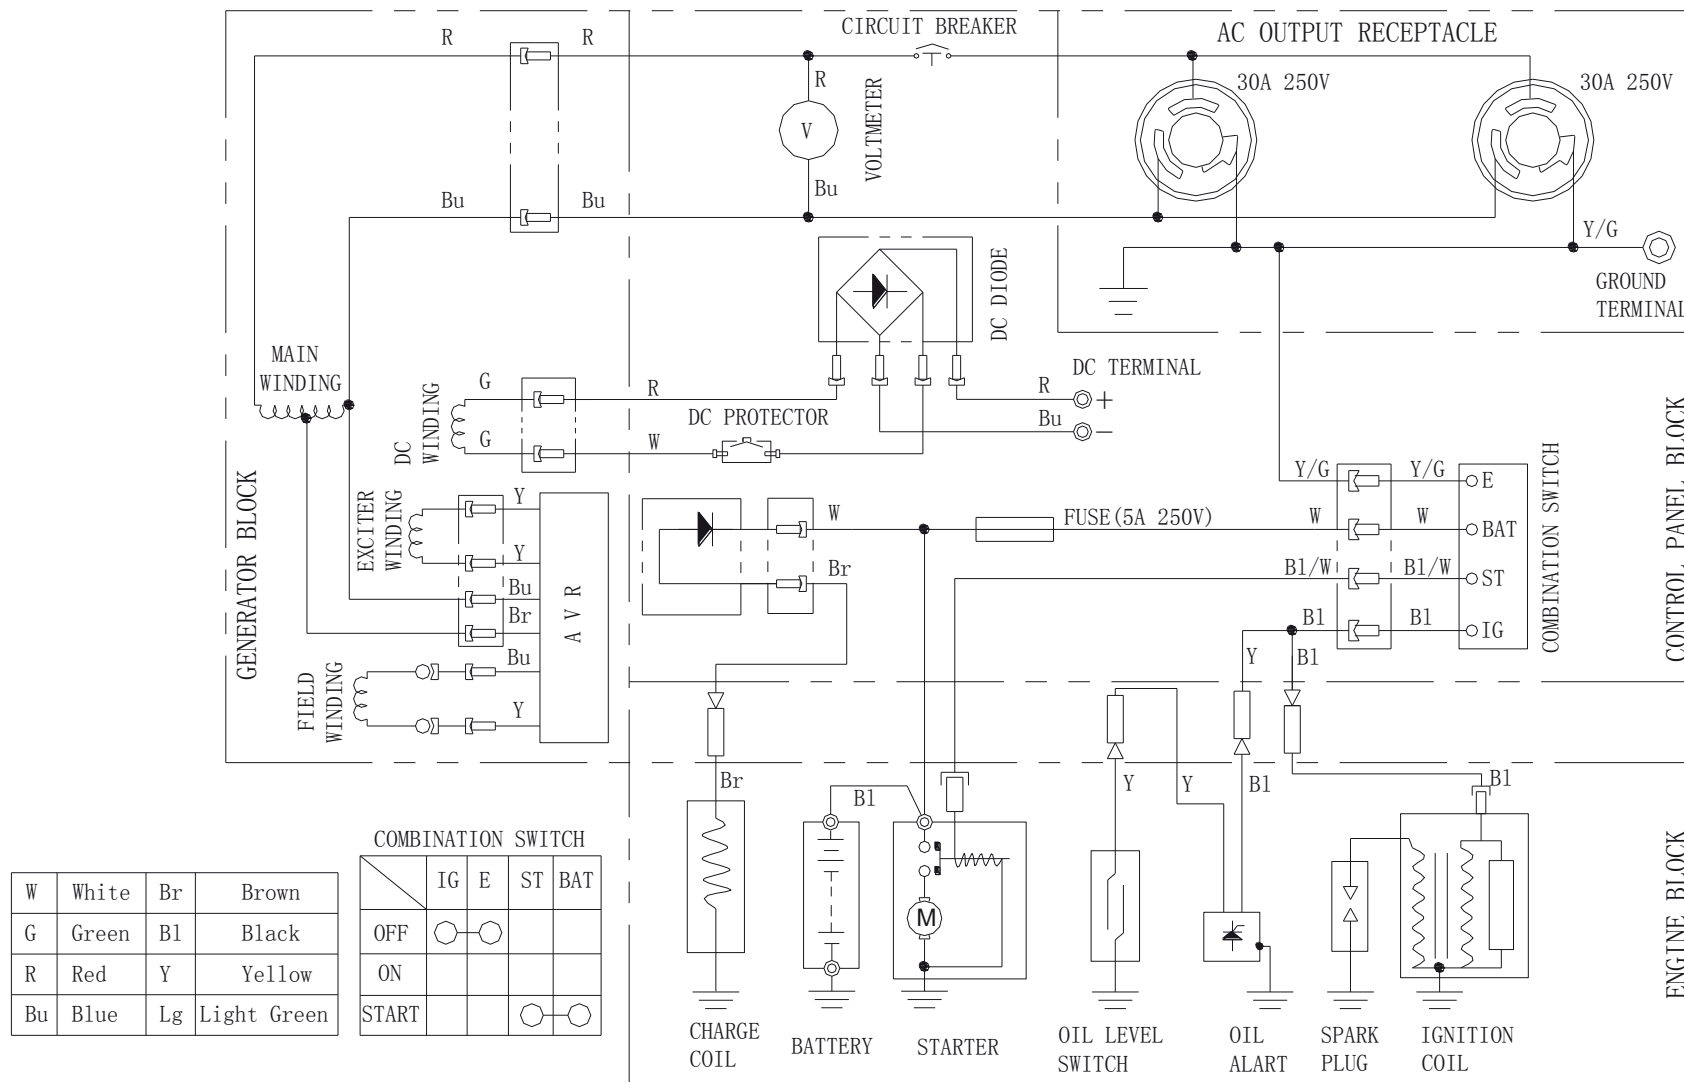 CIRCUIT BREAKER
AC OUTPUT RECEPTACLE
R
R
R
30A 250V
30A 250V
V
VOLTMETER
Bu
Bu
Bu
Y/G
GROUND
TERMINAL
DC DIODE
MAIN
WINDING
DC TERMINAL
G
R
R
+
DC PROTECTOR
Bu
−
G
W
DC
WINDING
CONTROL PANEL BLOCK
COMBINATION SWITCH
Y/G
Y/G
E
GENERATOR BLOCK
EXCITER
WINDING
Y
W
FUSE(5A 250V)
W
W
BAT
Y
Br
Bl/W
Bl/W
ST
Bu
AVR
Br
Bl
Bl
IG
Bu
Y
Bl
FIELD
WINDING
Y
Br
Bl
Y
Y
Bl
Bl
M
ENGINE BLOCK
COMBINATION SWITCH
IG E ST BAT
OFF
ON
START
W White Br Brown
G Green Bl Black
R Red Y Yellow
Bu Blue Lg Light Green
CHARGE
COIL
BATTERY
STARTER
OIL LEVEL
SWITCH
OIL
ALART
SPARK
PLUG
IGNITION
COIL